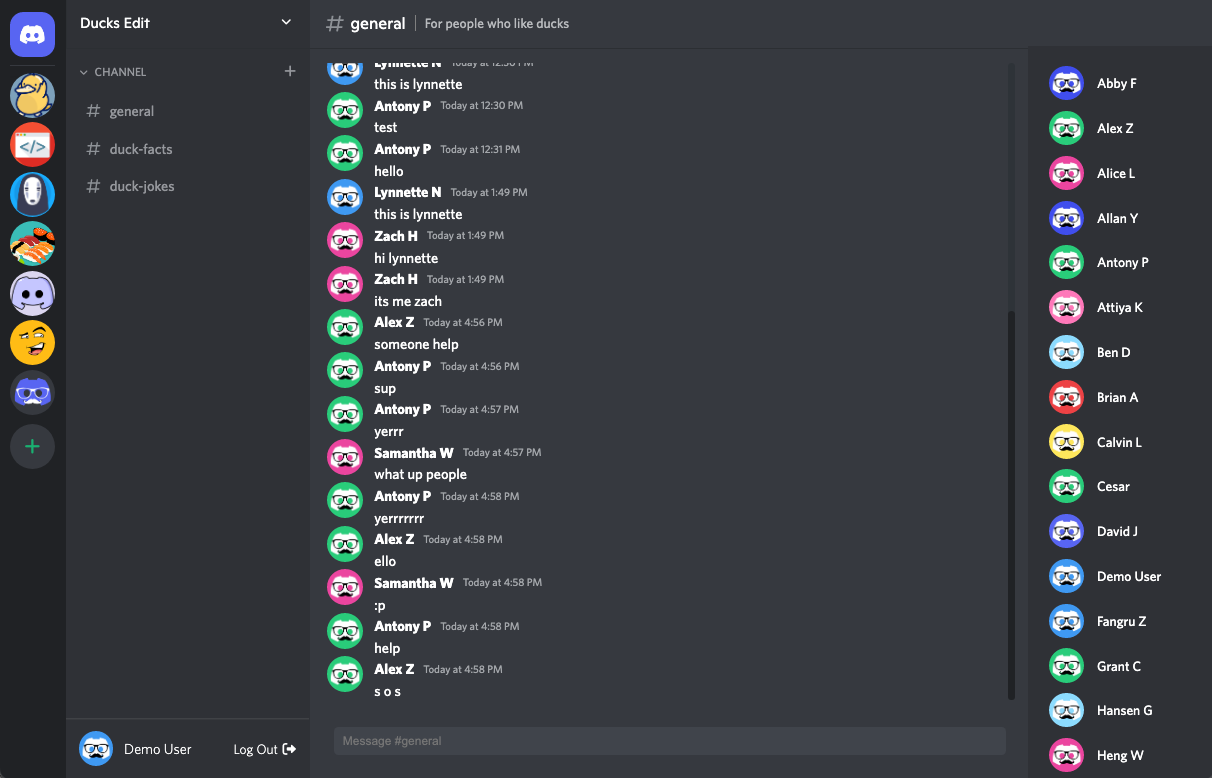 Ducks Edit
CHANNEL
# general
# duck-facts
# duck-jokes
Demo User
Log Out
# general
For people who like ducks
Lynnette N Today at 12:30 PM
this is lynnette
Antony P Today at 12:30 PM
test
Antony P Today at 12:31 PM
hello
Lynnette N Today at 1:49 PM
this is lynnette
Zach H Today at 1:49 PM
hi lynnette
Zach H Today at 1:49 PM
its me zach
Alex Z Today at 4:56 PM
someone help
Antony P Today at 4:56 PM
sup
Antony P Today at 4:57 PM
yerrr
Samantha W Today at 4:57 PM
what up people
Antony P Today at 4:58 PM
yerrrrrrr
Alex Z Today at 4:58 PM
ello
Samantha W Today at 4:58 PM
:p
Antony P Today at 4:58 PM
help
Alex Z Today at 4:58 PM
s o s
Message #general
Abby F
Alex Z
Alice L
Allan Y
Antony P
Attiya K
Ben D
Brian A
Calvin L
Cesar
David J
Demo User
Fangru Z
Grant C
Hansen G
Heng W